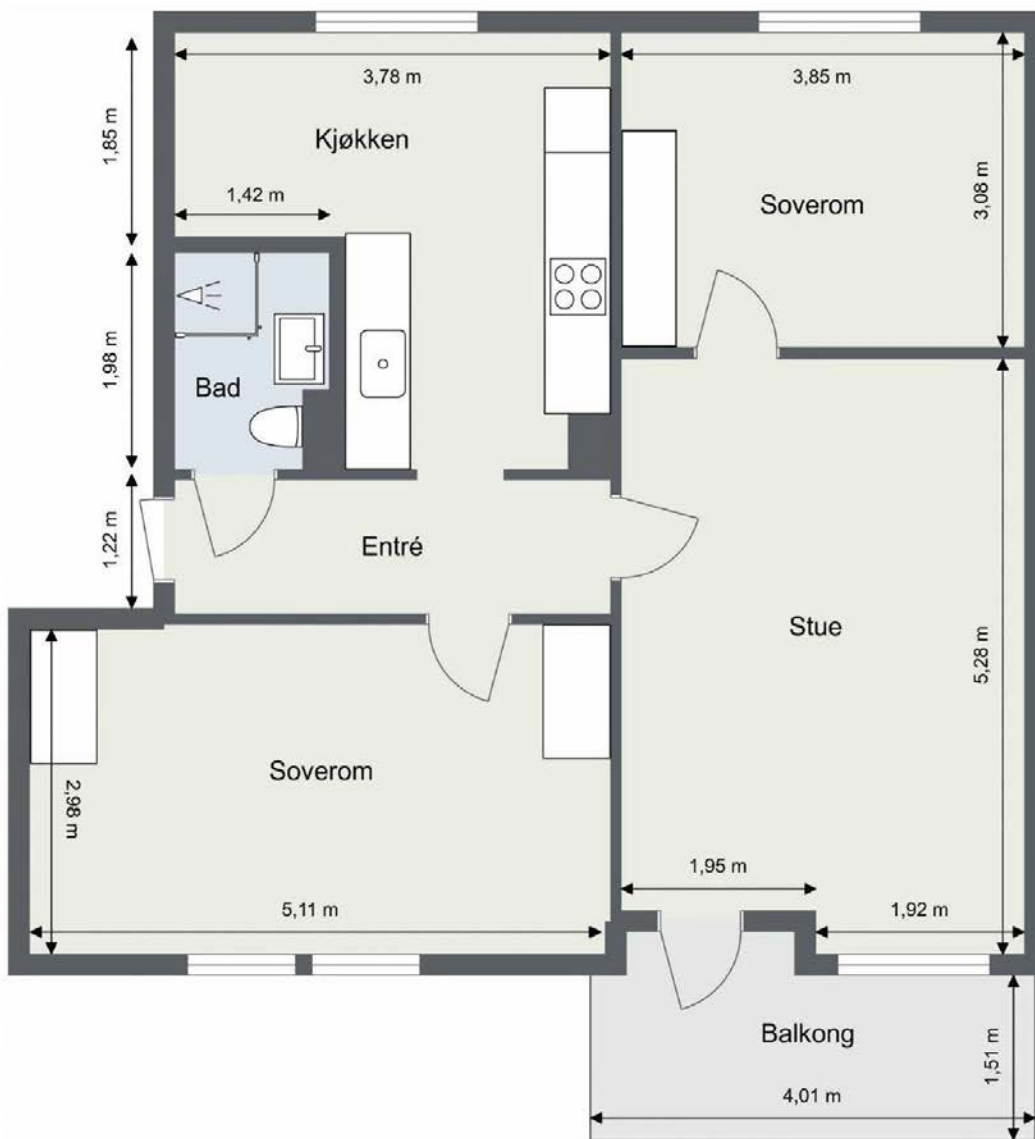 3,78 m
3,85 m
1,85 m
Kjøkken
1,42 m
Soverom
3,08 m
1,98 m
Bad
1,22 m
Entré
Stue
5,28 m
Soverom
2,98 m
1,95 m
5,11 m
1,92 m
Balkong
1,51 m
4,01 m